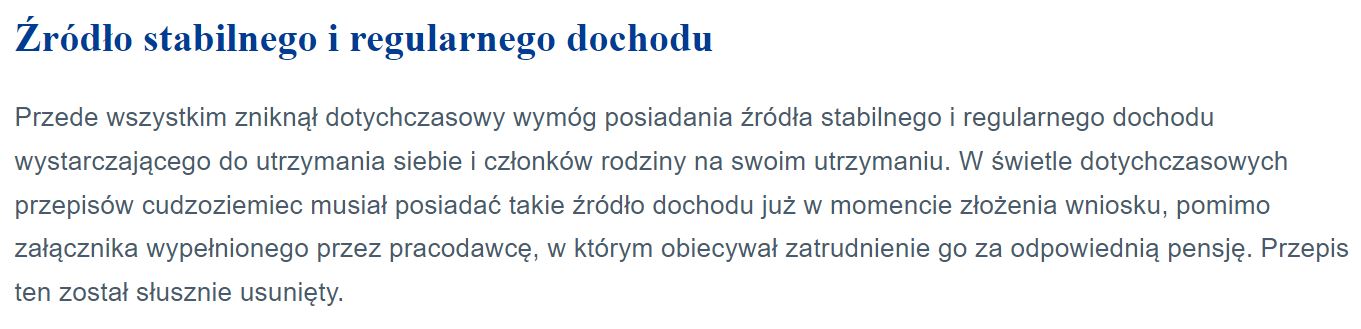 Źródło stabilnego i regularnego dochodu
Przede wszystkim zniknął dotychczasowy wymóg posiadania źródła stabilnego i regularnego dochodu
wystarczającego do utrzymania siebie i członków rodziny na swoim utrzymaniu. W świetle dotychczasowych
przepisów cudzoziemiec musiał posiadać takie źródło dochodu już w momencie złożenia wniosku, pomimo
załącznika wypełnionego przez pracodawcę, w którym obiecywał zatrudnienie go za odpowiednią pensję. Przepis
ten został słusznie usunięty.